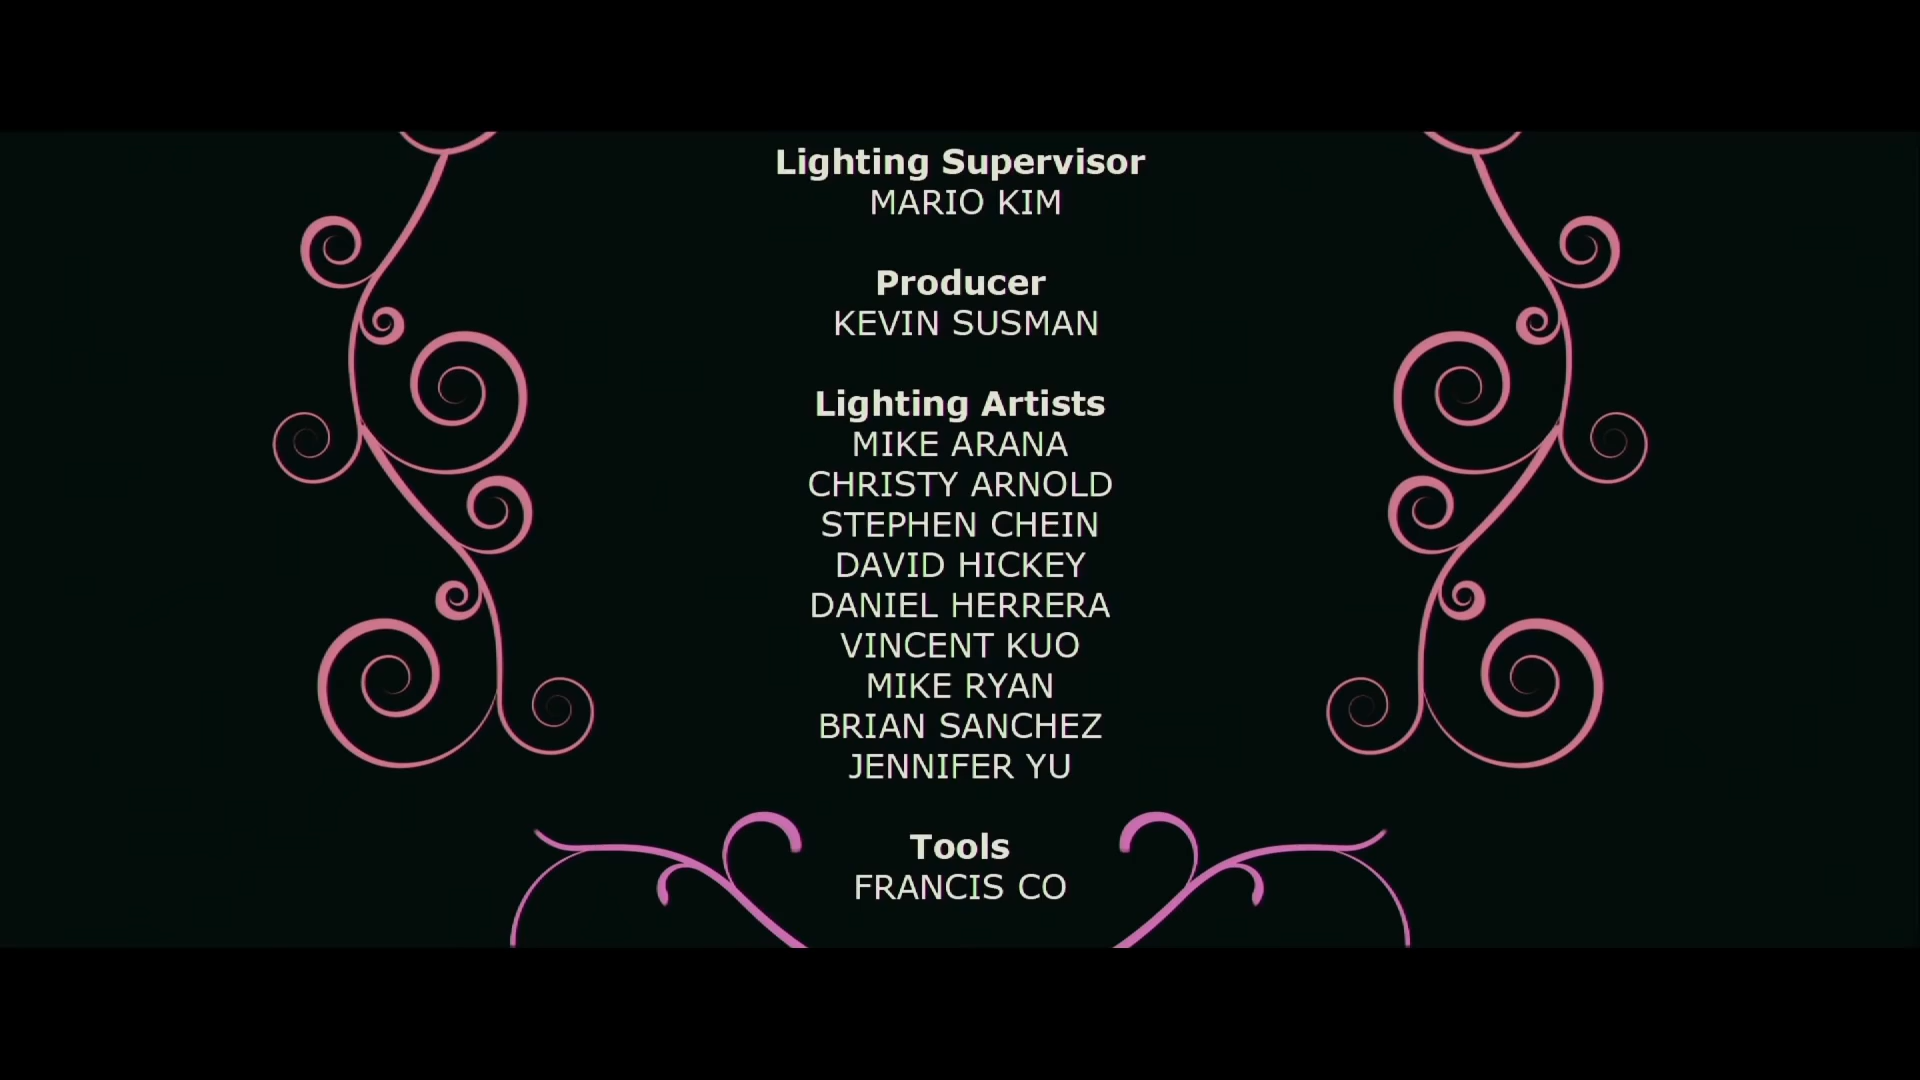 Lighting Supervisor
MARIO KIM
Producer
KEVIN SUSMAN
Lighting Artists
MIKE ARANA
CHRISTY ARNOLD
STEPHEN CHEIN
DAVID HICKEY
DANIEL HERRERA
VINCENT KUO
MIKE RYAN
BRIAN SANCHEZ
JENNIFER YU
Tools
FRANCIS CO